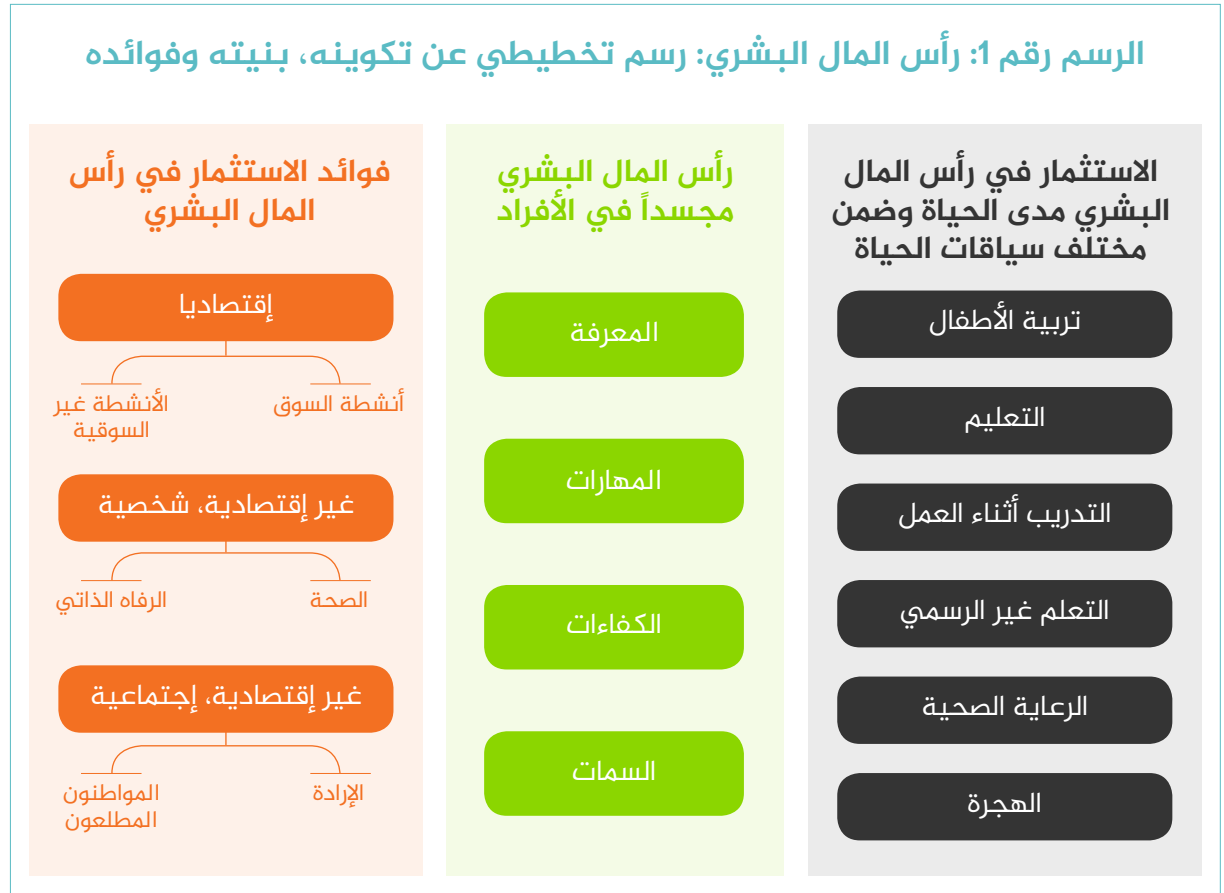 الرسم رقم 1: رأس المال البشري: رسم تخطيطي عن تكوينه، بنيته وفوائده
الاستثمار في رأس المال
البشري مدى الحياة وضمن
مختلف سياقات الحياة
تربية الأطفال
التعليم
التدريب أثناء العمل
التعلم غير الرسمي
الرعاية الصحية
الهجرة
رأس المال البشري
مجسداً في الأفراد
المعرفة
المهارات
الكفاءات
السمات
فوائد الاستثمار في رأس
المال البشري
إقتصاديا
أنشطة السوق
الأنشطة غير
السوقية
غير إقتصادية، شخصية
الصحة
الرفاه الذاتي
غير إقتصادية، إجتماعية
الإرادة
المواطنون
المطلعون